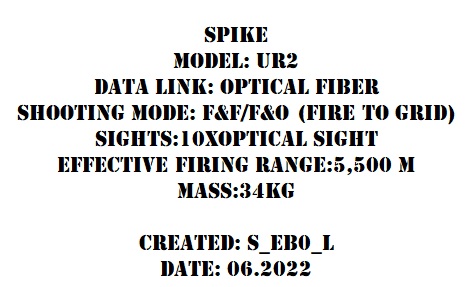 SPIKE
MODEL: UR2
DATA LINK: OPTICAL FIBER
SHOOTING MODE: F&F/F&O (FIRE TO GRID)
SIGHTS:10XOPTICAL SIGHT
EFFECTIVE FIRING RANGE:5,500 M
MASS:34KG
CREATED: S_EB0_L
DATE: 06.2022